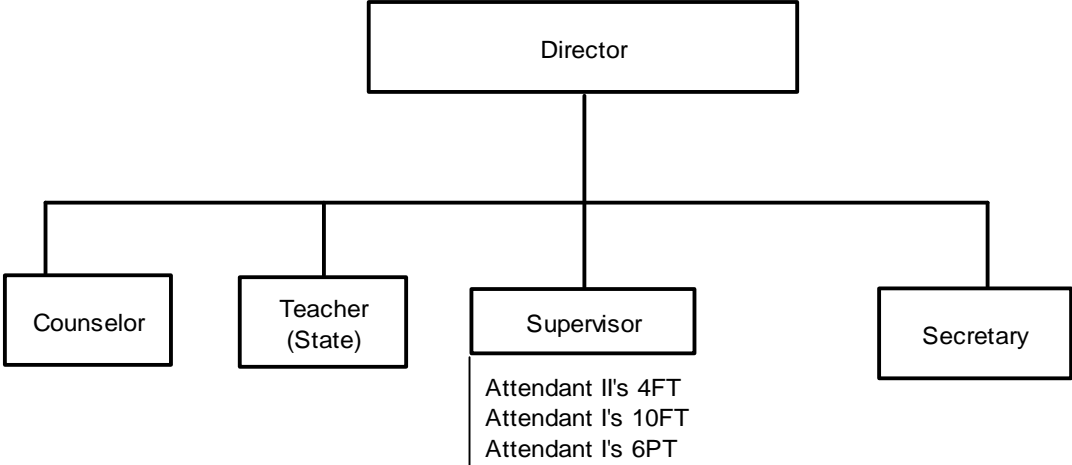 Director
Counselor
Teacher
(State)
Supervisor
Secretary
Attendant II's 4FT
Attendant I's 10FT
Attendant I's 6PT